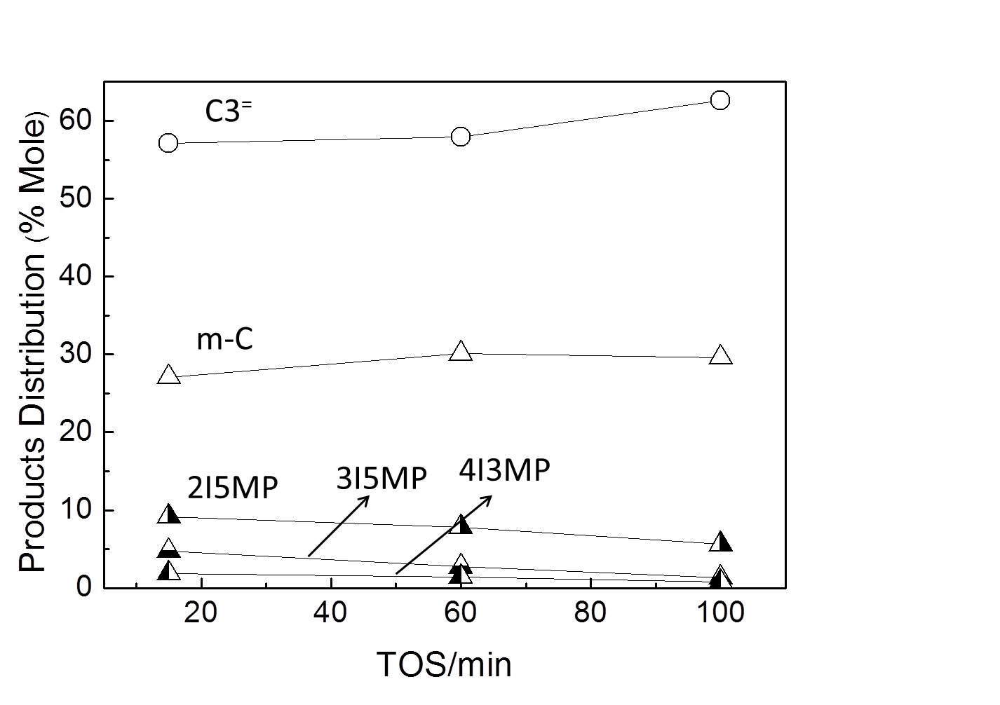 Products Distribution (% Mole)
60
50
40
30
20
10
0
C3⁼
m-C
2I5MP
3I5MP
4I3MP
20 40 60 80 100
TOS/min